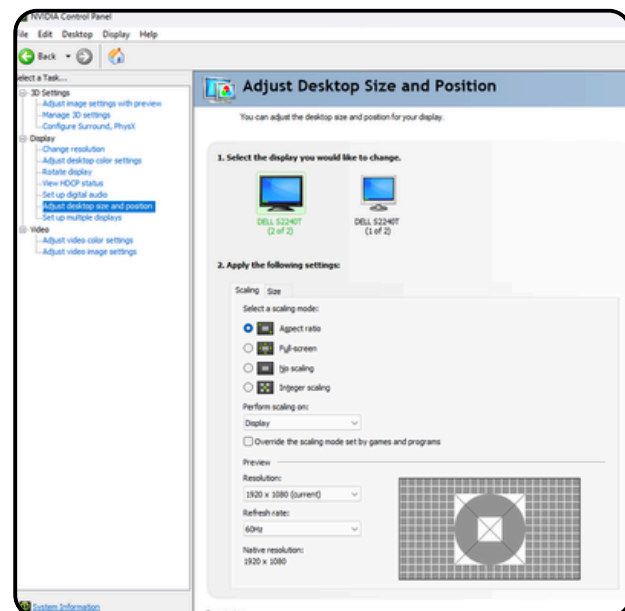 NVIDIA Control Panel
File Edit Desktop Display Help
Back
Select a Task...
3D Settings
Adjust image settings with preview
Manage 3D settings
Configure Surround, PhysX
Display
Change resolution
Adjust desktop color settings
Rotate display
View HDCP status
Set up digital audio
Adjust desktop size and position
Set up multiple displays
Video
Adjust video color settings
Adjust video image settings
System Information
Adjust Desktop Size and Position
You can adjust the desktop size and position for your display.
1. Select the display you would like to change.
DELL S2240T
(2 of 2)
DELL S2240T
(1 of 2)
2. Apply the following settings:
Scaling Size
Select a scaling mode:
Aspect ratio
Full-screen
No scaling
Integer scaling
Perform scaling on:
Display
Override the scaling mode set by games and programs
Preview
Resolution:
1920 x 1080 (current)
Refresh rate:
60Hz
Native resolution:
1920 x 1080